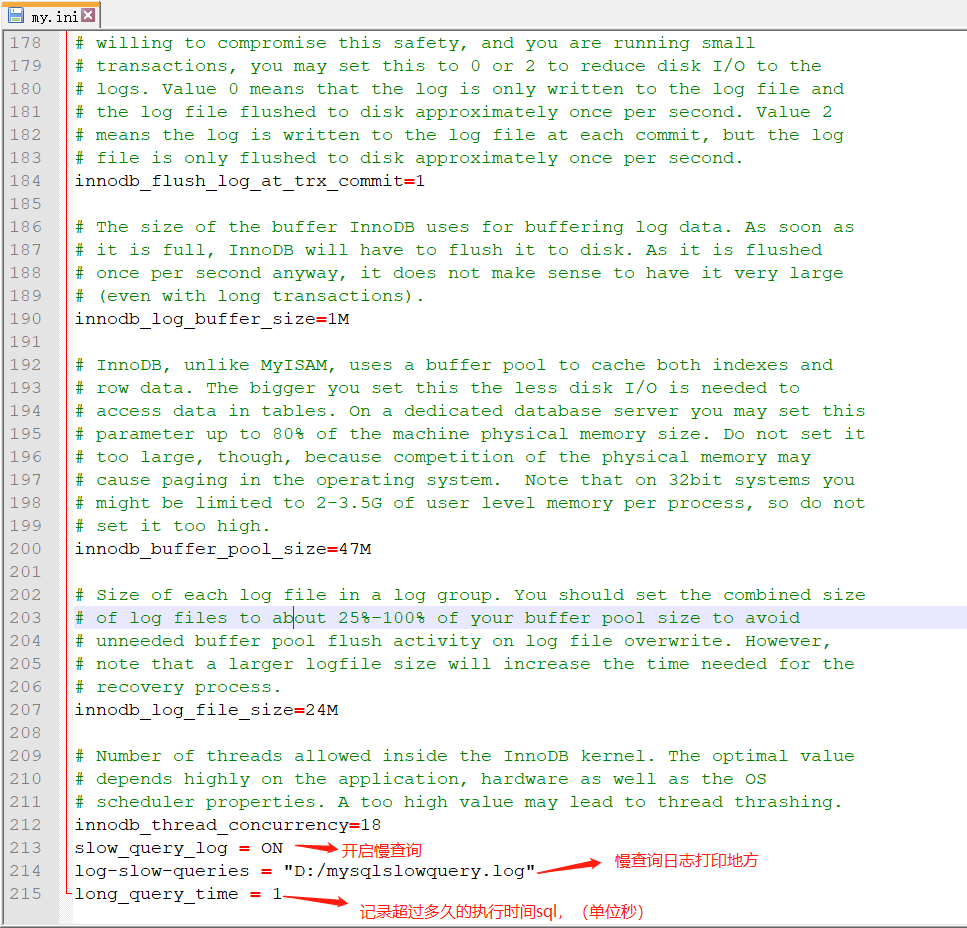 my.ini
178 # willing to compromise this safety, and you are running small
179 # transactions, you may set this to 0 or 2 to reduce disk I/O to the
180 # logs. Value 0 means that the log is only written to the log file and
181 # the log file flushed to disk approximately once per second. Value 2
182 # means the log is written to the log file at each commit, but the log
183 # file is only flushed to disk approximately once per second.
184 innodb_flush_log_at_trx_commit=1
185
186 # The size of the buffer InnoDB uses for buffering log data. As soon as
187 # it is full, InnoDB will have to flush it to disk. As it is flushed
188 # once per second anyway, it does not make sense to have it very large
189 # (even with long transactions).
190 innodb_log_buffer_size=1M
191
192 # InnoDB, unlike MyISAM, uses a buffer pool to cache both indexes and
193 # row data. The bigger you set this the less disk I/O is needed to
194 # access data in tables. On a dedicated database server you may set this
195 # parameter up to 80% of the machine physical memory size. Do not set it
196 # too large, though, because competition of the physical memory may
197 # cause paging in the operating system.  Note that on 32bit systems you
198 # might be limited to 2-3.5G of user level memory per process, so do not
199 # set it too high.
200 innodb_buffer_pool_size=47M
201
202 # Size of each log file in a log group. You should set the combined size
203 # of log files to about 25%-100% of your buffer pool size to avoid
204 # unneeded buffer pool flush activity on log file overwrite. However,
205 # note that a larger logfile size will increase the time needed for the
206 # recovery process.
207 innodb_log_file_size=24M
208
209 # Number of threads allowed inside the InnoDB kernel. The optimal value
210 # depends highly on the application, hardware as well as the OS
211 # scheduler properties. A too high value may lead to thread thrashing.
212 innodb_thread_concurrency=18
213 slow_query_log = ON 开启慢查询
214 log-slow-queries = "D:/mysqlslowquery.log" 慢查询日志打印地方
215 long_query_time = 1 记录超过多久的执行时间sql，（单位秒）